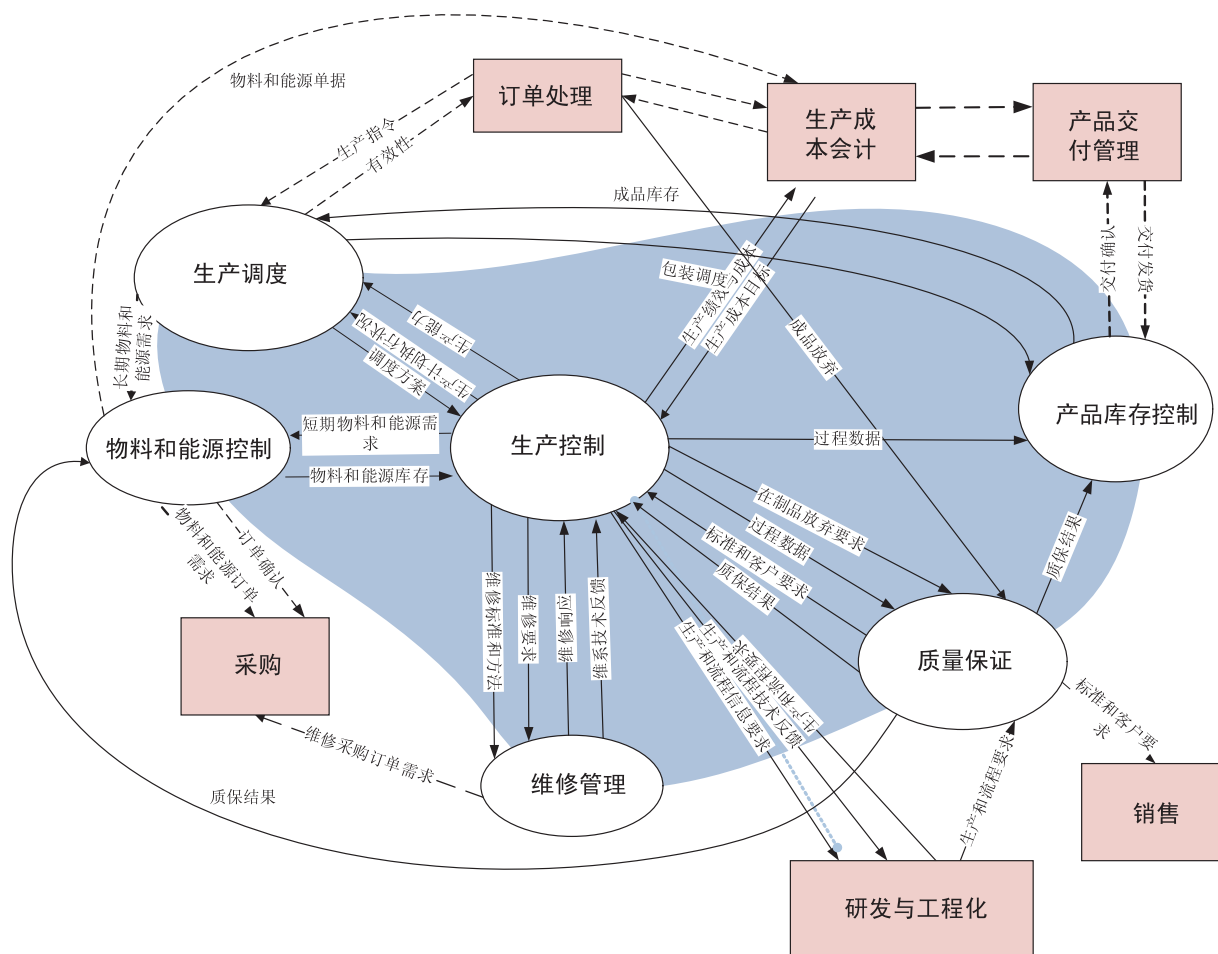 物料和能源单据
订单处理
生产成
本会计
产品交
付管理
生产指令
有效性
成品库存
生产调度
包装调度
生产绩效与成本
生产成本目标
成品放弃
交付确认
交付发货
长期物料和
能源需求
生产能力
生产计划执行状况
调度方案
产品库存控制
短期物料和能源需
求
物料和能源控制
生产控制
过程数据
物料和能源库存
物料和能源订单
需求
订单确认
在制品放弃要求
过程数据
标准和客户要求
质保结果
质保结果
维修标准和方法
维修要求
维修响应
维系技术反馈
生产和流程需求
生产和流程技术反馈
生产和流程信息要求
采购
质量保证
标准和客户要
求
维修采购订单需求
维修管理
质保结果
生产和流程要求
销售
研发与工程化